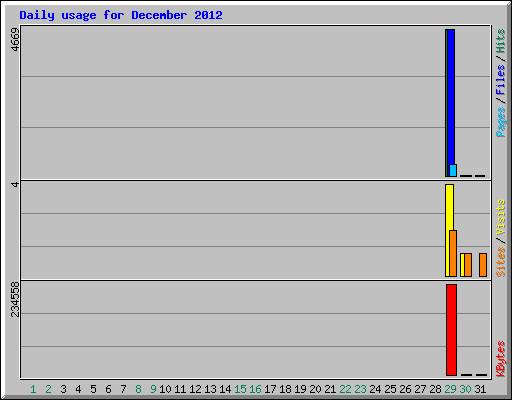 Daily usage for December 2012
4669
Pages / Files / Hits
4
Sites / Visits
234558
KBytes
1 2 3 4 5 6 7 8 9 10 11 12 13 14 15 16 17 18 19 20 21 22 23 24 25 26 27 28 29 30 31